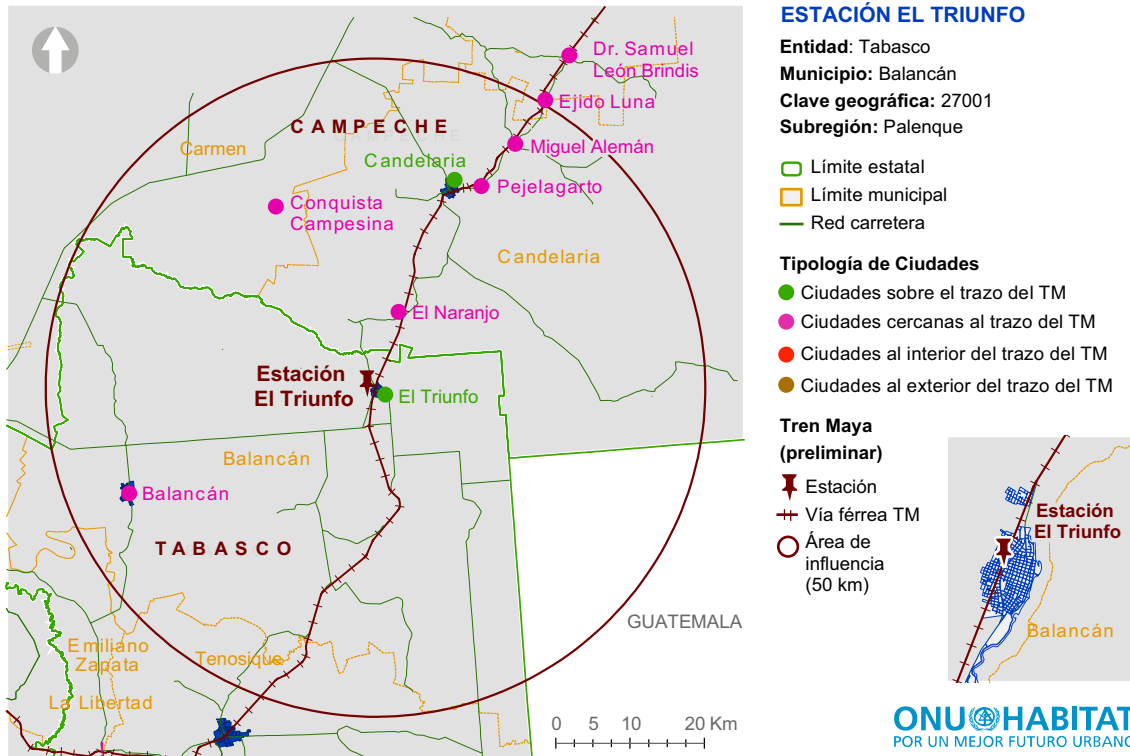 Dr. Samuel
León Brindis
Ejido Luna
CAMPECHE
CAMPECHE
Miguel Alemán
Carmen
Candelaria
Pejelagarto
Conquista
Campesina
Candelaria
El Naranjo
Estación
El Triunfo
El Triunfo
Balancán
Balancán
TABASCO
GUATEMALA
Emiliano
Zapata
Tenosique
La Libertad
0 5 10 20 Km
ESTACIÓN EL TRIUNFO
Entidad: Tabasco
Municipio: Balancán
Clave geográfica: 27001
Subregión: Palenque
Límite estatal
Límite municipal
Red carretera
Tipología de Ciudades
Ciudades sobre el trazo del TM
Ciudades cercanas al trazo del TM
Ciudades al interior del trazo del TM
Ciudades al exterior del trazo del TM
Tren Maya
(preliminar)
Estación
Vía férrea TM
Área de
influencia
(50 km)
Estación
El Triunfo
Balancán
ONU HABITAT
POR UN MEJOR FUTURO URBANO